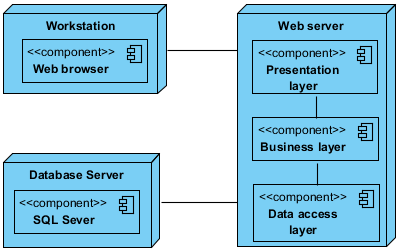 Workstation
<<component>>
Web browser
Web server
<<component>>
Presentation
layer
<<component>>
Business layer
<<component>>
Data access
layer
Database Server
<<component>>
SQL Sever